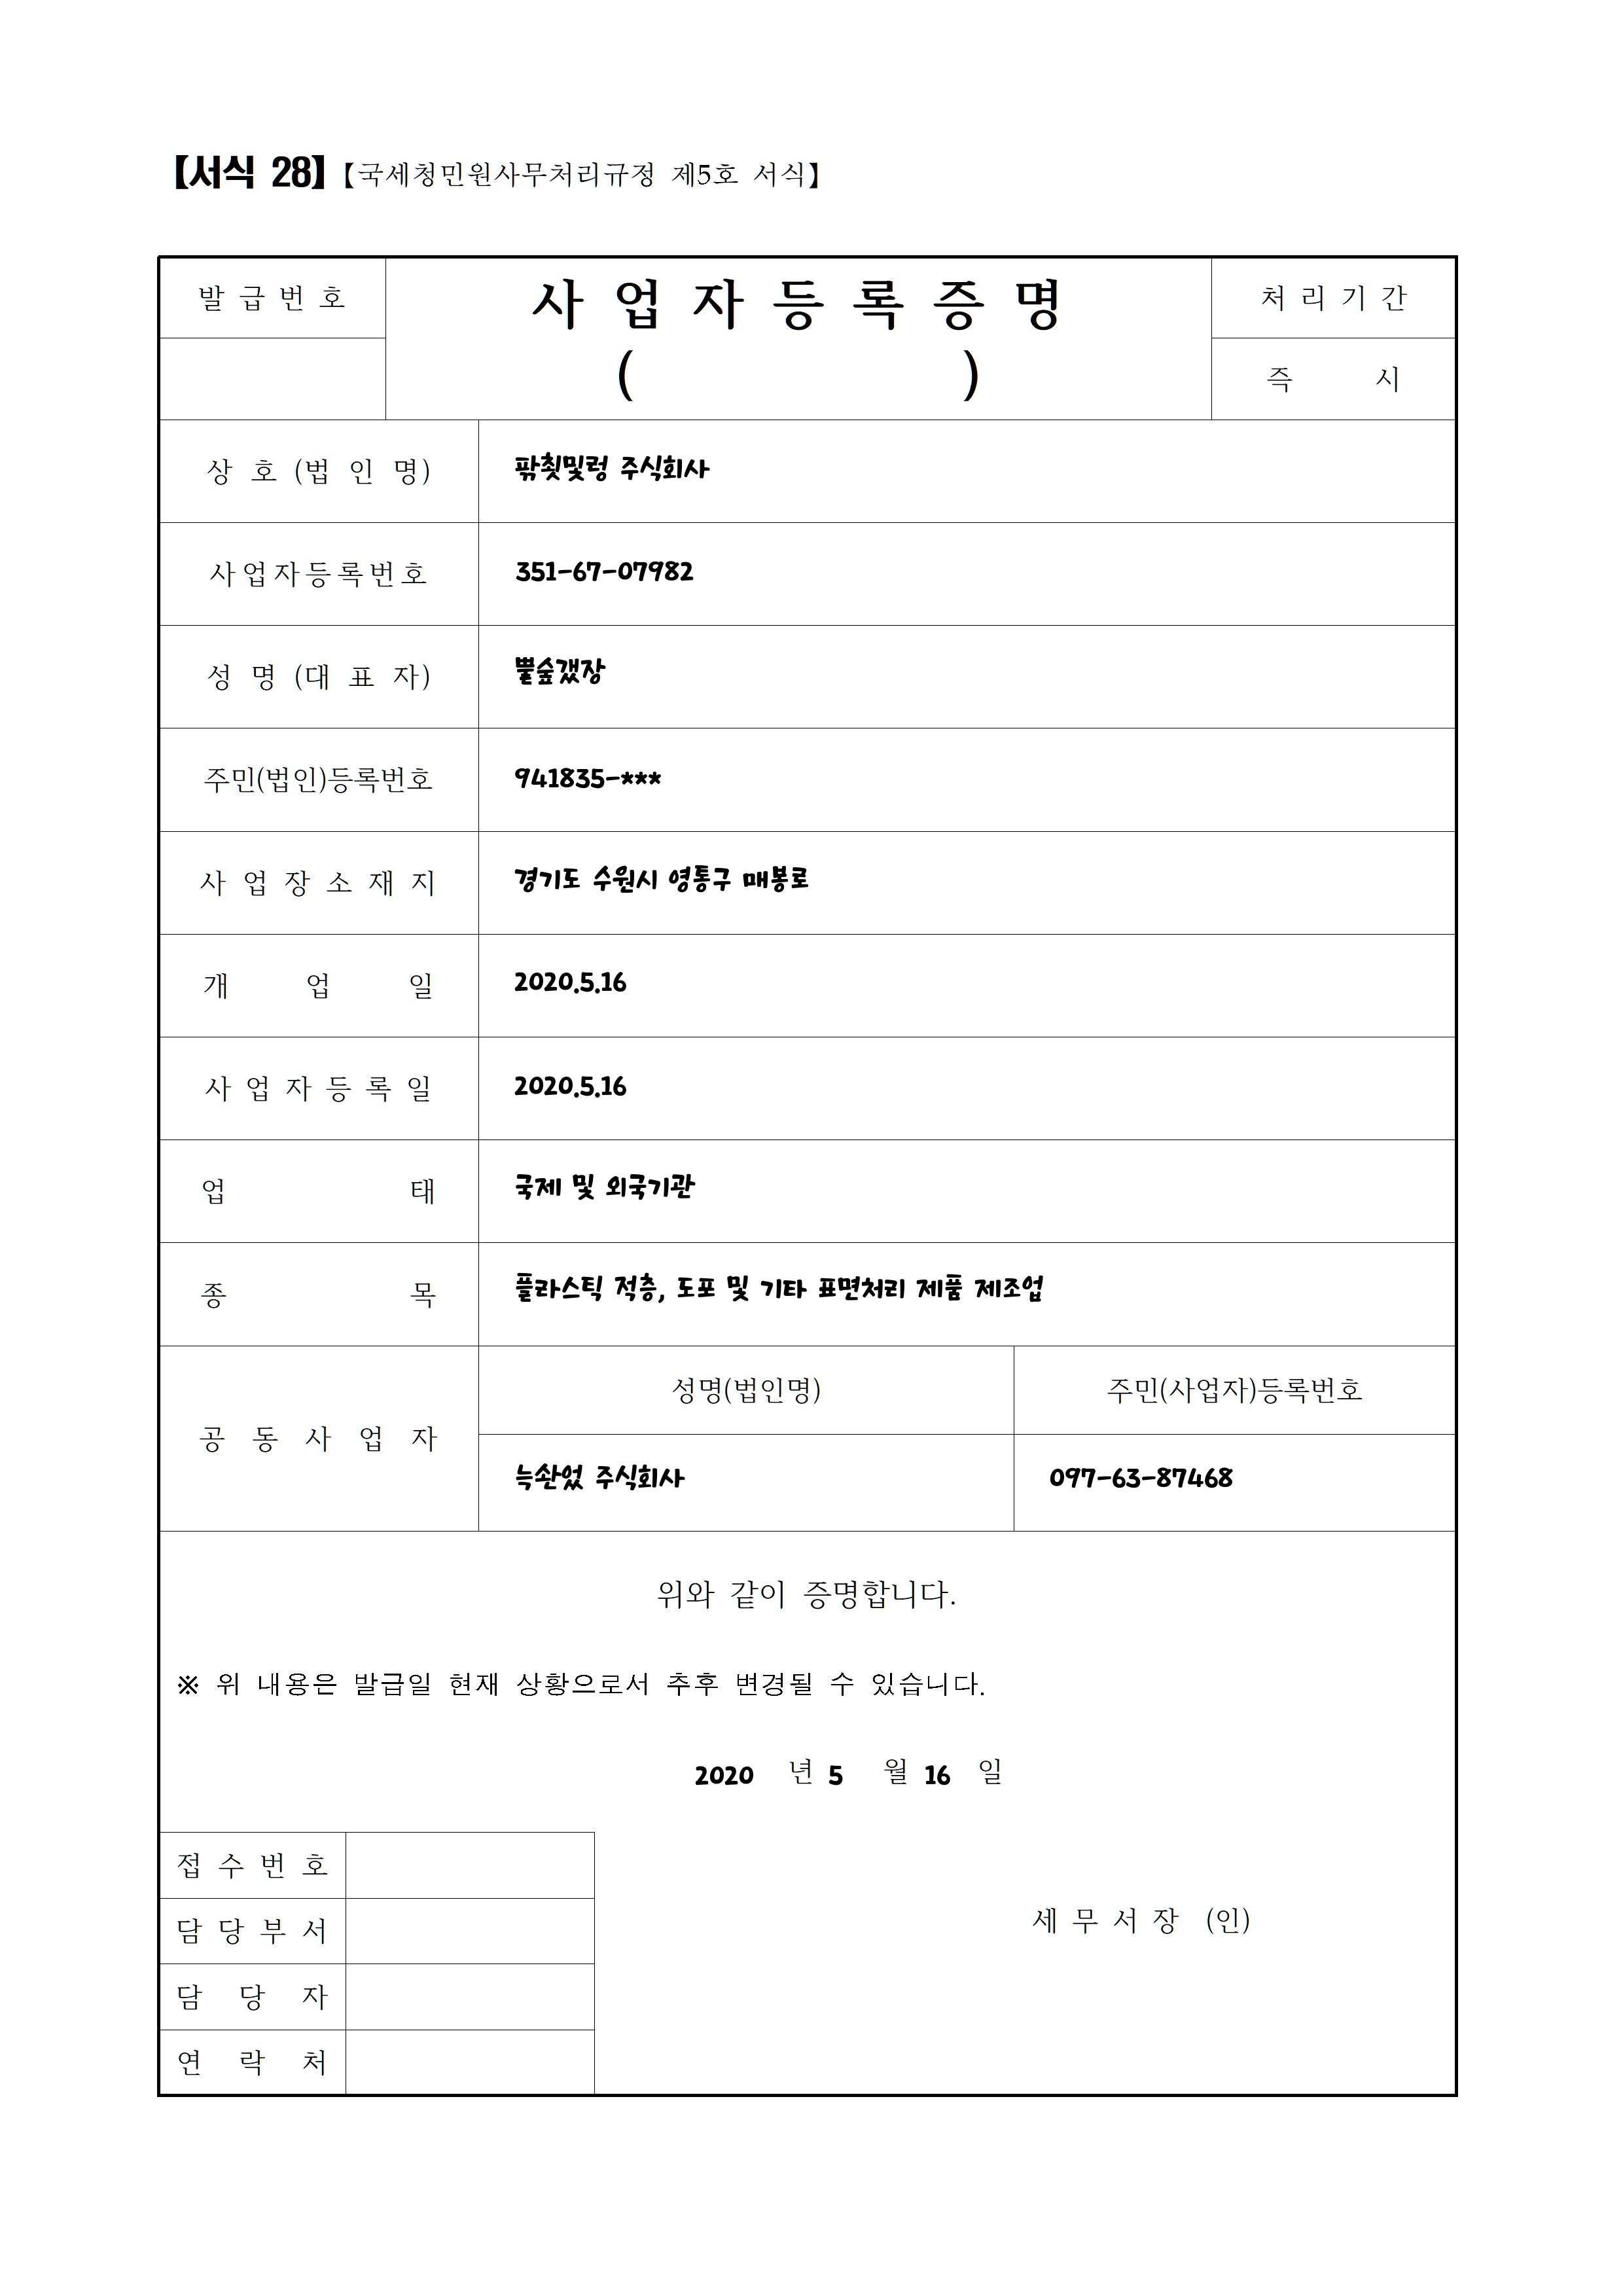 【서식 28】【국세청민원사무처리규정 제5호 서식】
발 급 번 호
사 업 자 등 록 증 명
( )
처 리 기 간
즉 시
상 호 (법 인 명) 주식회사
사업자등록번호 351-67-07982
성 명 (대 표 자)
주민(법인)등록번호 941835-***
사 업 장 소 재 지 경기도 수원시 영통구 매봉로
개 업 일 2020.5.16
사 업 자 등 록 일 2020.5.16
업 태 국제 및 외국기관
종 목 플라스틱 적층, 도포 및 기타 표면처리 제품 제조업
공 동 사 업 자
성명(법인명) 주민(사업자)등록번호
주식회사 097-63-87468
위와 같이 증명합니다.
※ 위 내용은 발급일 현재 상황으로서 추후 변경될 수 있습니다.
2020 년 5 월 16 일
접 수 번 호
담 당 부 서
세 무 서 장 (인)
담 당 자
연 락 처